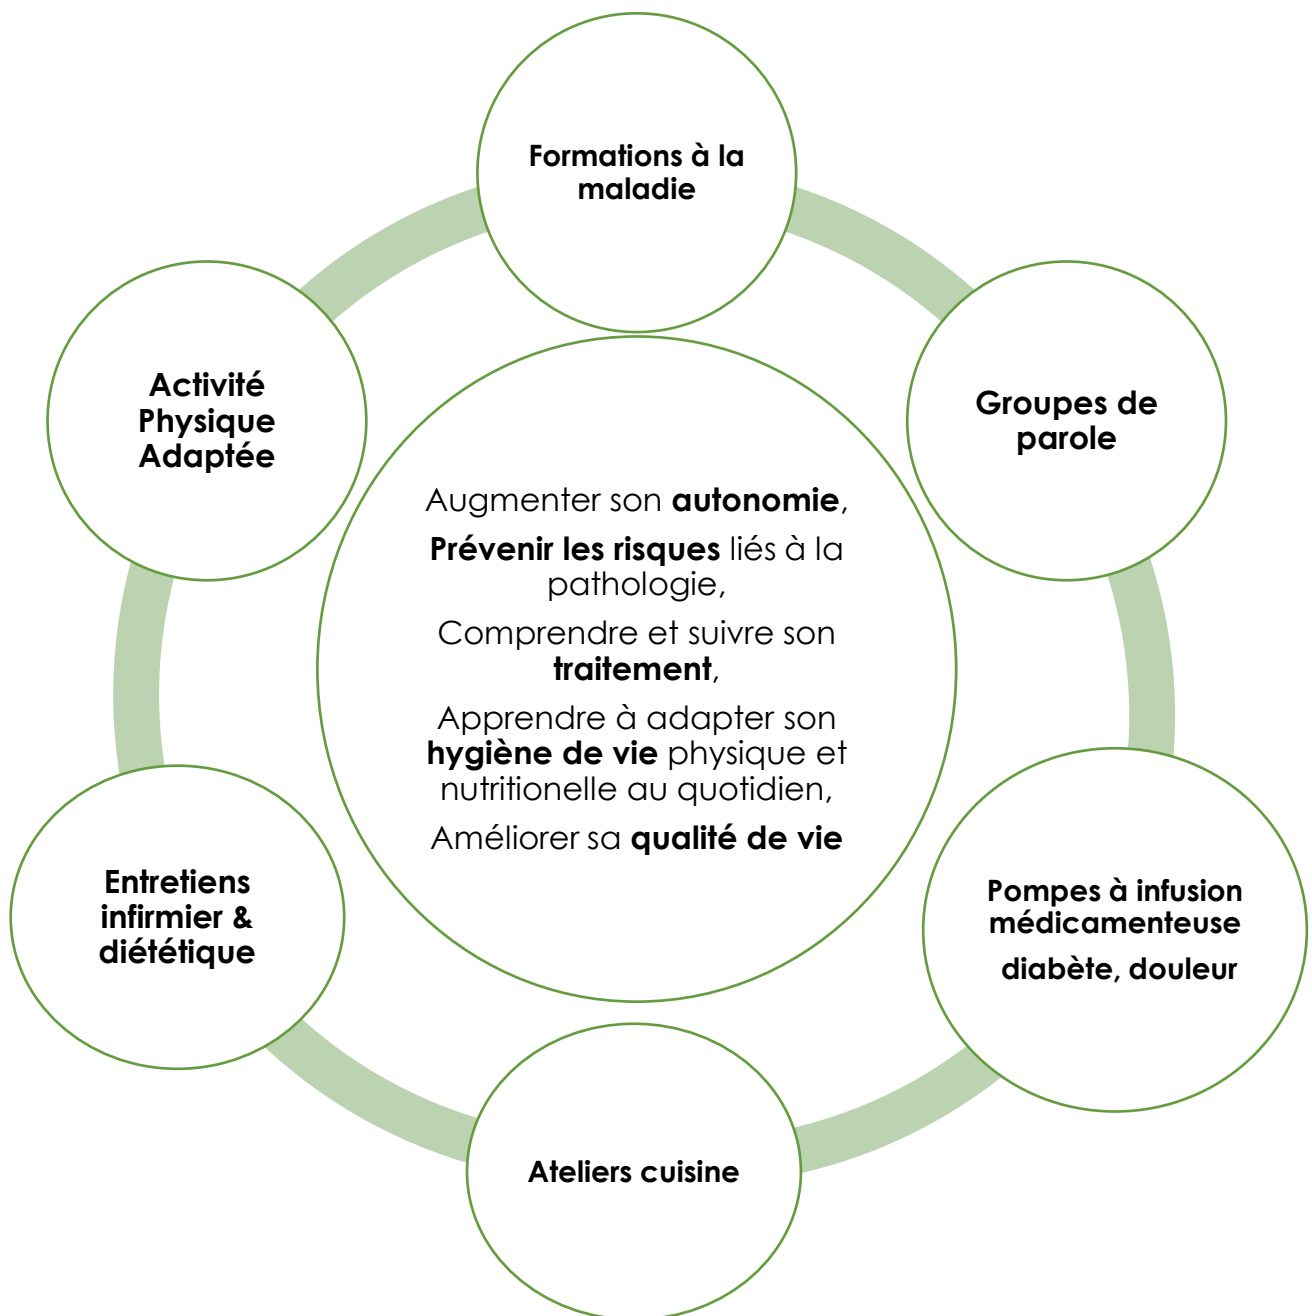 Formations à la
maladie
Activité
Physique
Adaptée
Groupes de
parole
Augmenter son autonomie,
Prévenir les risques liés à la
pathologie,
Comprendre et suivre son
traitement,
Apprendre à adapter son
hygiène de vie physique et
nutritionelle au quotidien,
Améliorer sa qualité de vie
Entretiens
infirmier &
diététique
Pompes à infusion
médicamenteuse
diabète, douleur
Ateliers cuisine